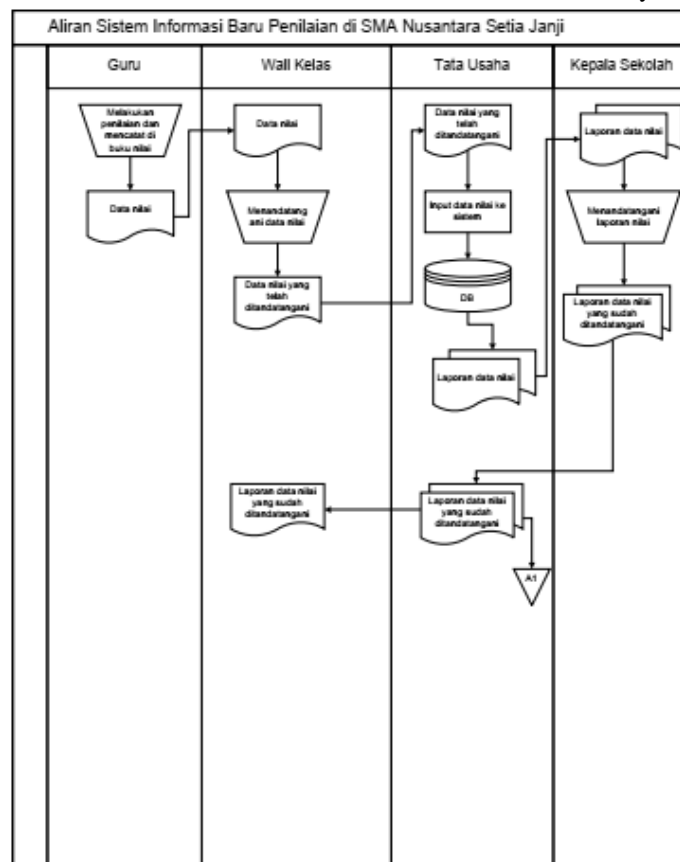 Aliran Sistem Informasi Baru Penilaian di SMA Nusantara Setia Janji
Guru
Wali Kelas
Tata Usaha
Kepala Sekolah
Melakukan
penilaian dan
mencatat di
buku nilai
Data nilai
Data nilai
Menandatang
ani data nilai
Data nilai yang
telah
ditandatangani
Data nilai yang
telah
ditandatangani
Input data nilai ke
sistem
DB
Laporan data nilai
Laporan data nilai
Menandatangani
laporan nilai
Laporan data nilai
yang sudah
ditandatangani
Laporan data nilai
yang sudah
ditandatangani
Laporan data nilai
yang sudah
ditandatangani
A1